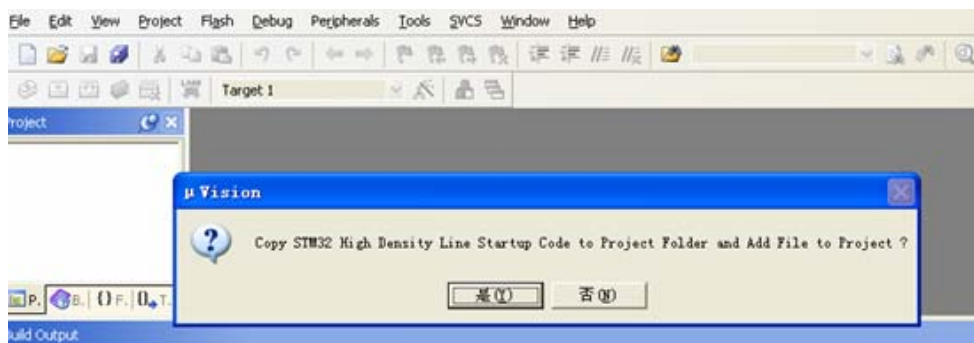 File Edit View Project Flash Debug Peripherals Tools SVCS Window Help
Target 1
Project
μVision
Copy STM32 High Density Line Startup Code to Project Folder and Add File to Project ?
是(Y) 否(N)
P. B. {} F. 0 T.
Build Output